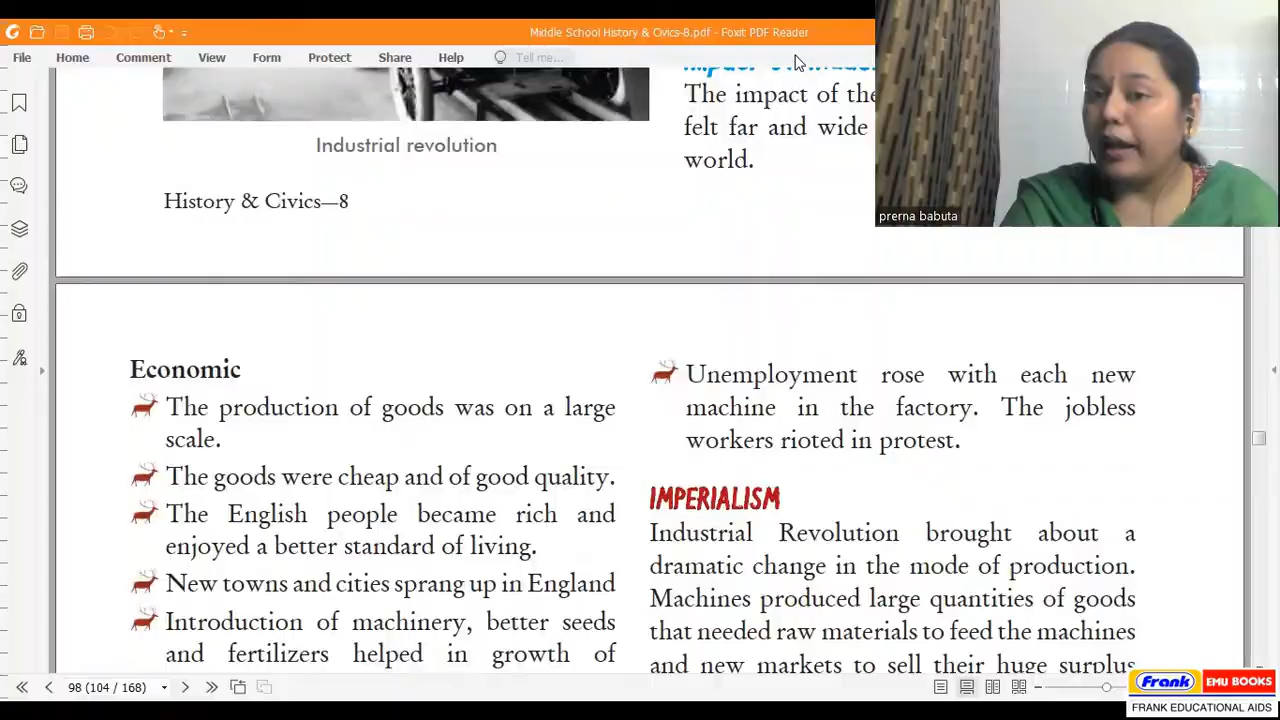 Middle School History & Civics-8.pdf - Foxit PDF Reader
File Home Comment View Form Protect Share Help Tell me...
The impact of the
felt far and wide
world.
Industrial revolution
History & Civics—8
prerna babuta
Economic
The production of goods was on a large
scale.
The goods were cheap and of good quality.
The English people became rich and
enjoyed a better standard of living.
New towns and cities sprang up in England
Introduction of machinery, better seeds
and fertilizers helped in growth of
Unemployment rose with each new
machine in the factory. The jobless
workers rioted in protest.
IMPERIALISM
Industrial Revolution brought about a
dramatic change in the mode of production.
Machines produced large quantities of goods
that needed raw materials to feed the machines
and new markets to sell their huge surplus
98 (104 / 168)
Frank EMU BOOKS
FRANK EDUCATIONAL AIDS